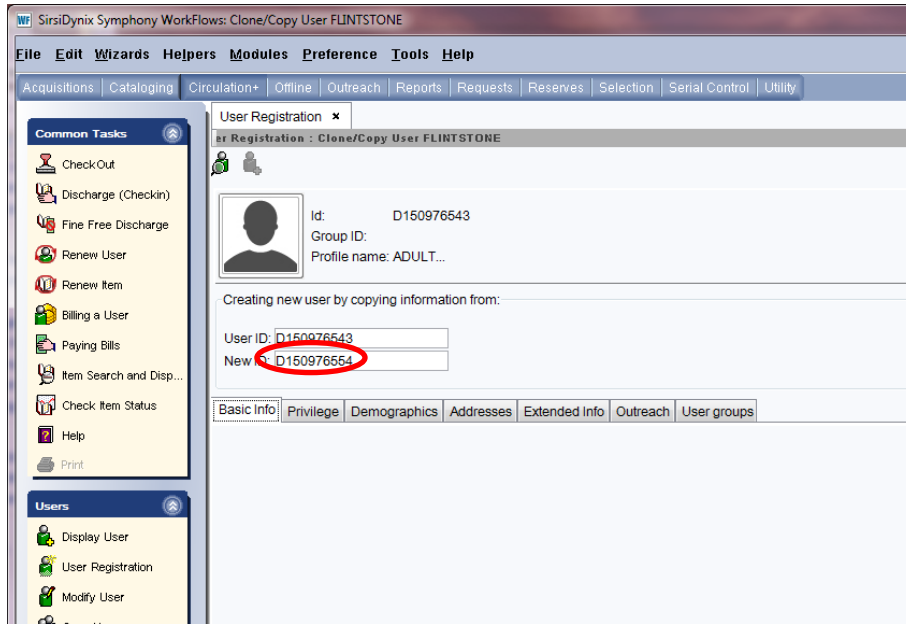 WF SirsiDynix Symphony WorkFlows: Clone/Copy User FLINTSTONE
File Edit Wizards Helpers Modules Preference Tools Help
Acquisitions Cataloging Circulation+ Offline Outreach Reports Requests Reserves Selection Serial Control Utility
Common Tasks
CheckOut
Discharge (Checkin)
Fine Free Discharge
Renew User
Renew Item
Billing a User
Paying Bills
Item Search and Disp...
Check Item Status
Help
Print
Users
Display User
User Registration
Modify User
User Registration ×
er Registration : Clone/Copy User FLINTSTONE
Id: D150976543
Group ID:
Profile name: ADULT...
Creating new user by copying information from:
User ID: D150976543
New ID: D150976554
Basic Info Privilege Demographics Addresses Extended Info Outreach User groups